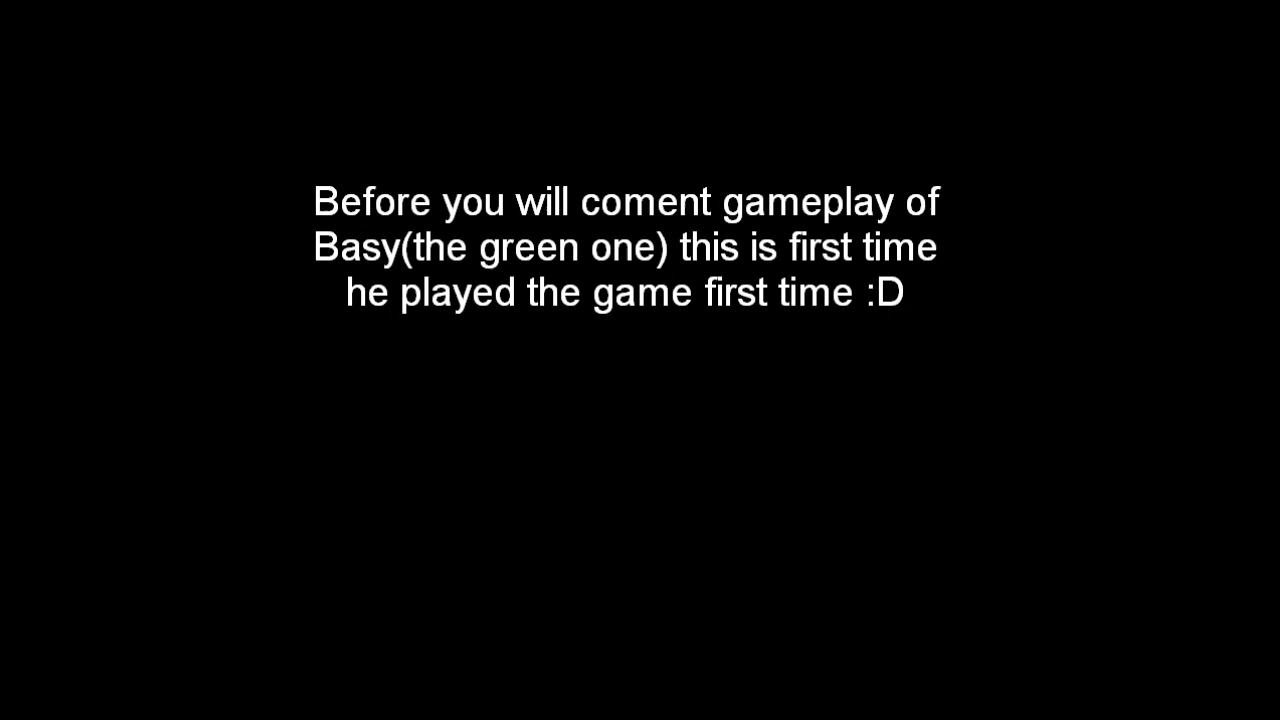 Before you will coment gameplay of
Basy(the green one) this is first time
he played the game first time :D